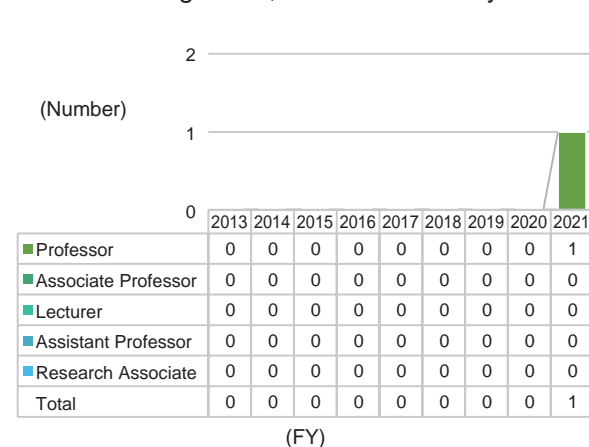 2
(Number)
1
0
2013 2014 2015 2016 2017 2018 2019 2020 2021
Professor 0 0 0 0 0 0 0 0 1
Associate Professor 0 0 0 0 0 0 0 0 0
Lecturer 0 0 0 0 0 0 0 0 0
Assistant Professor 0 0 0 0 0 0 0 0 0
Research Associate 0 0 0 0 0 0 0 0 0
Total 0 0 0 0 0 0 0 0 1
(FY)